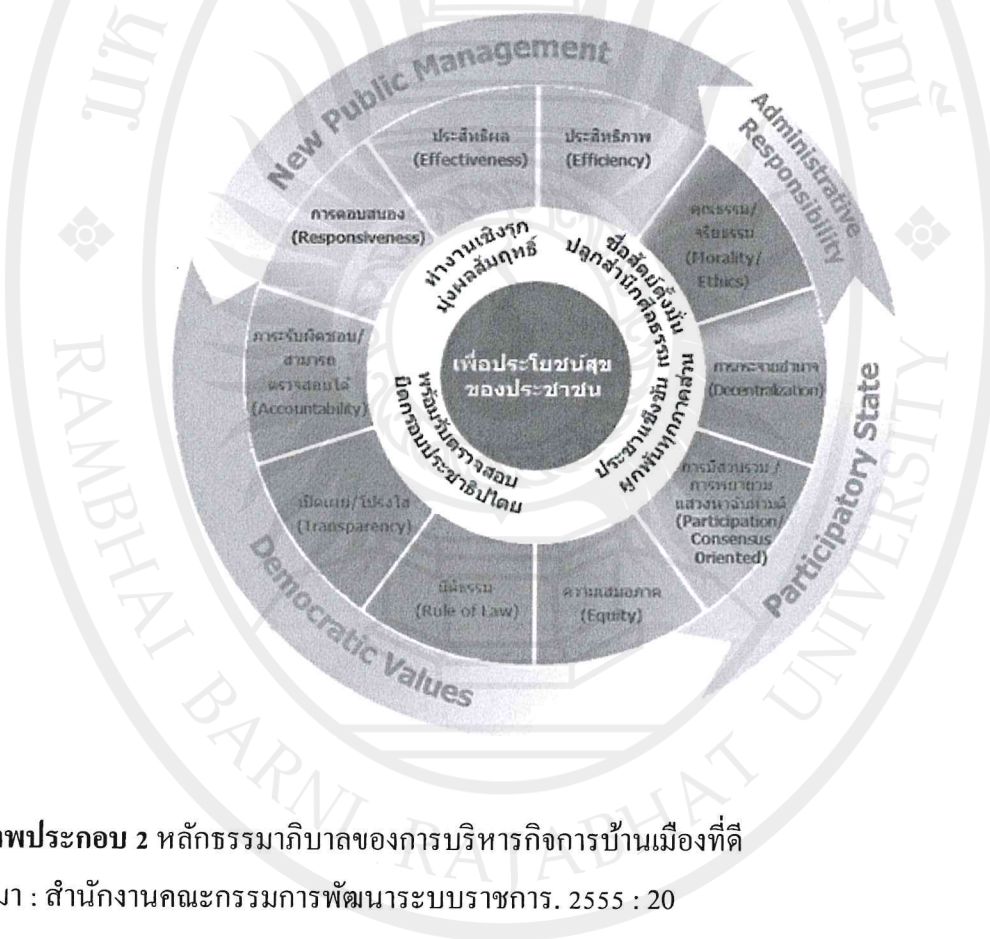 New Public Management
Administrative
Responsibility
Participatory State
Democratic Values
ประสิทธิผล
(Effectiveness)
ประสิทธิภาพ
(Efficiency)
คุณธรรม/
จริยธรรม
(Morality/
Ethics)
การกระจายอำนาจ
(Decentralization)
การมีส่วนร่วม /
การพยายาม
แสวงหาฉันทามติ
(Participation/
Consensus
Oriented)
ความเสมอภาค
(Equity)
นิติธรรม
(Rule of Law)
เปิดเผย/โปร่งใส
(Transparency)
ภาระรับผิดชอบ/
สามารถ
ตรวจสอบได้
(Accountability)
การตอบสนอง
(Responsiveness)
ทำงานเชิงรุก
มุ่งผลสัมฤทธิ์
ซื่อสัตย์ตั้งมั่น
ปลูกสำนึกศีลธรรม
ประชาแข็งขัน
ผูกพันทุกภาคส่วน
พร้อมรับตรวจสอบ
ยึดกรอบประชาธิปไตย
เพื่อประโยชน์สุข
ของประชาชน
RAMBHAI BARNI RAJABHAT UNIVERSITY
พประกอบ 2 หลักธรรมาภิบาลของการบริหารกิจการบ้านเมืองที่ดี
มา : สำนักงานคณะกรรมการพัฒนาระบบราชการ. 2555 : 20